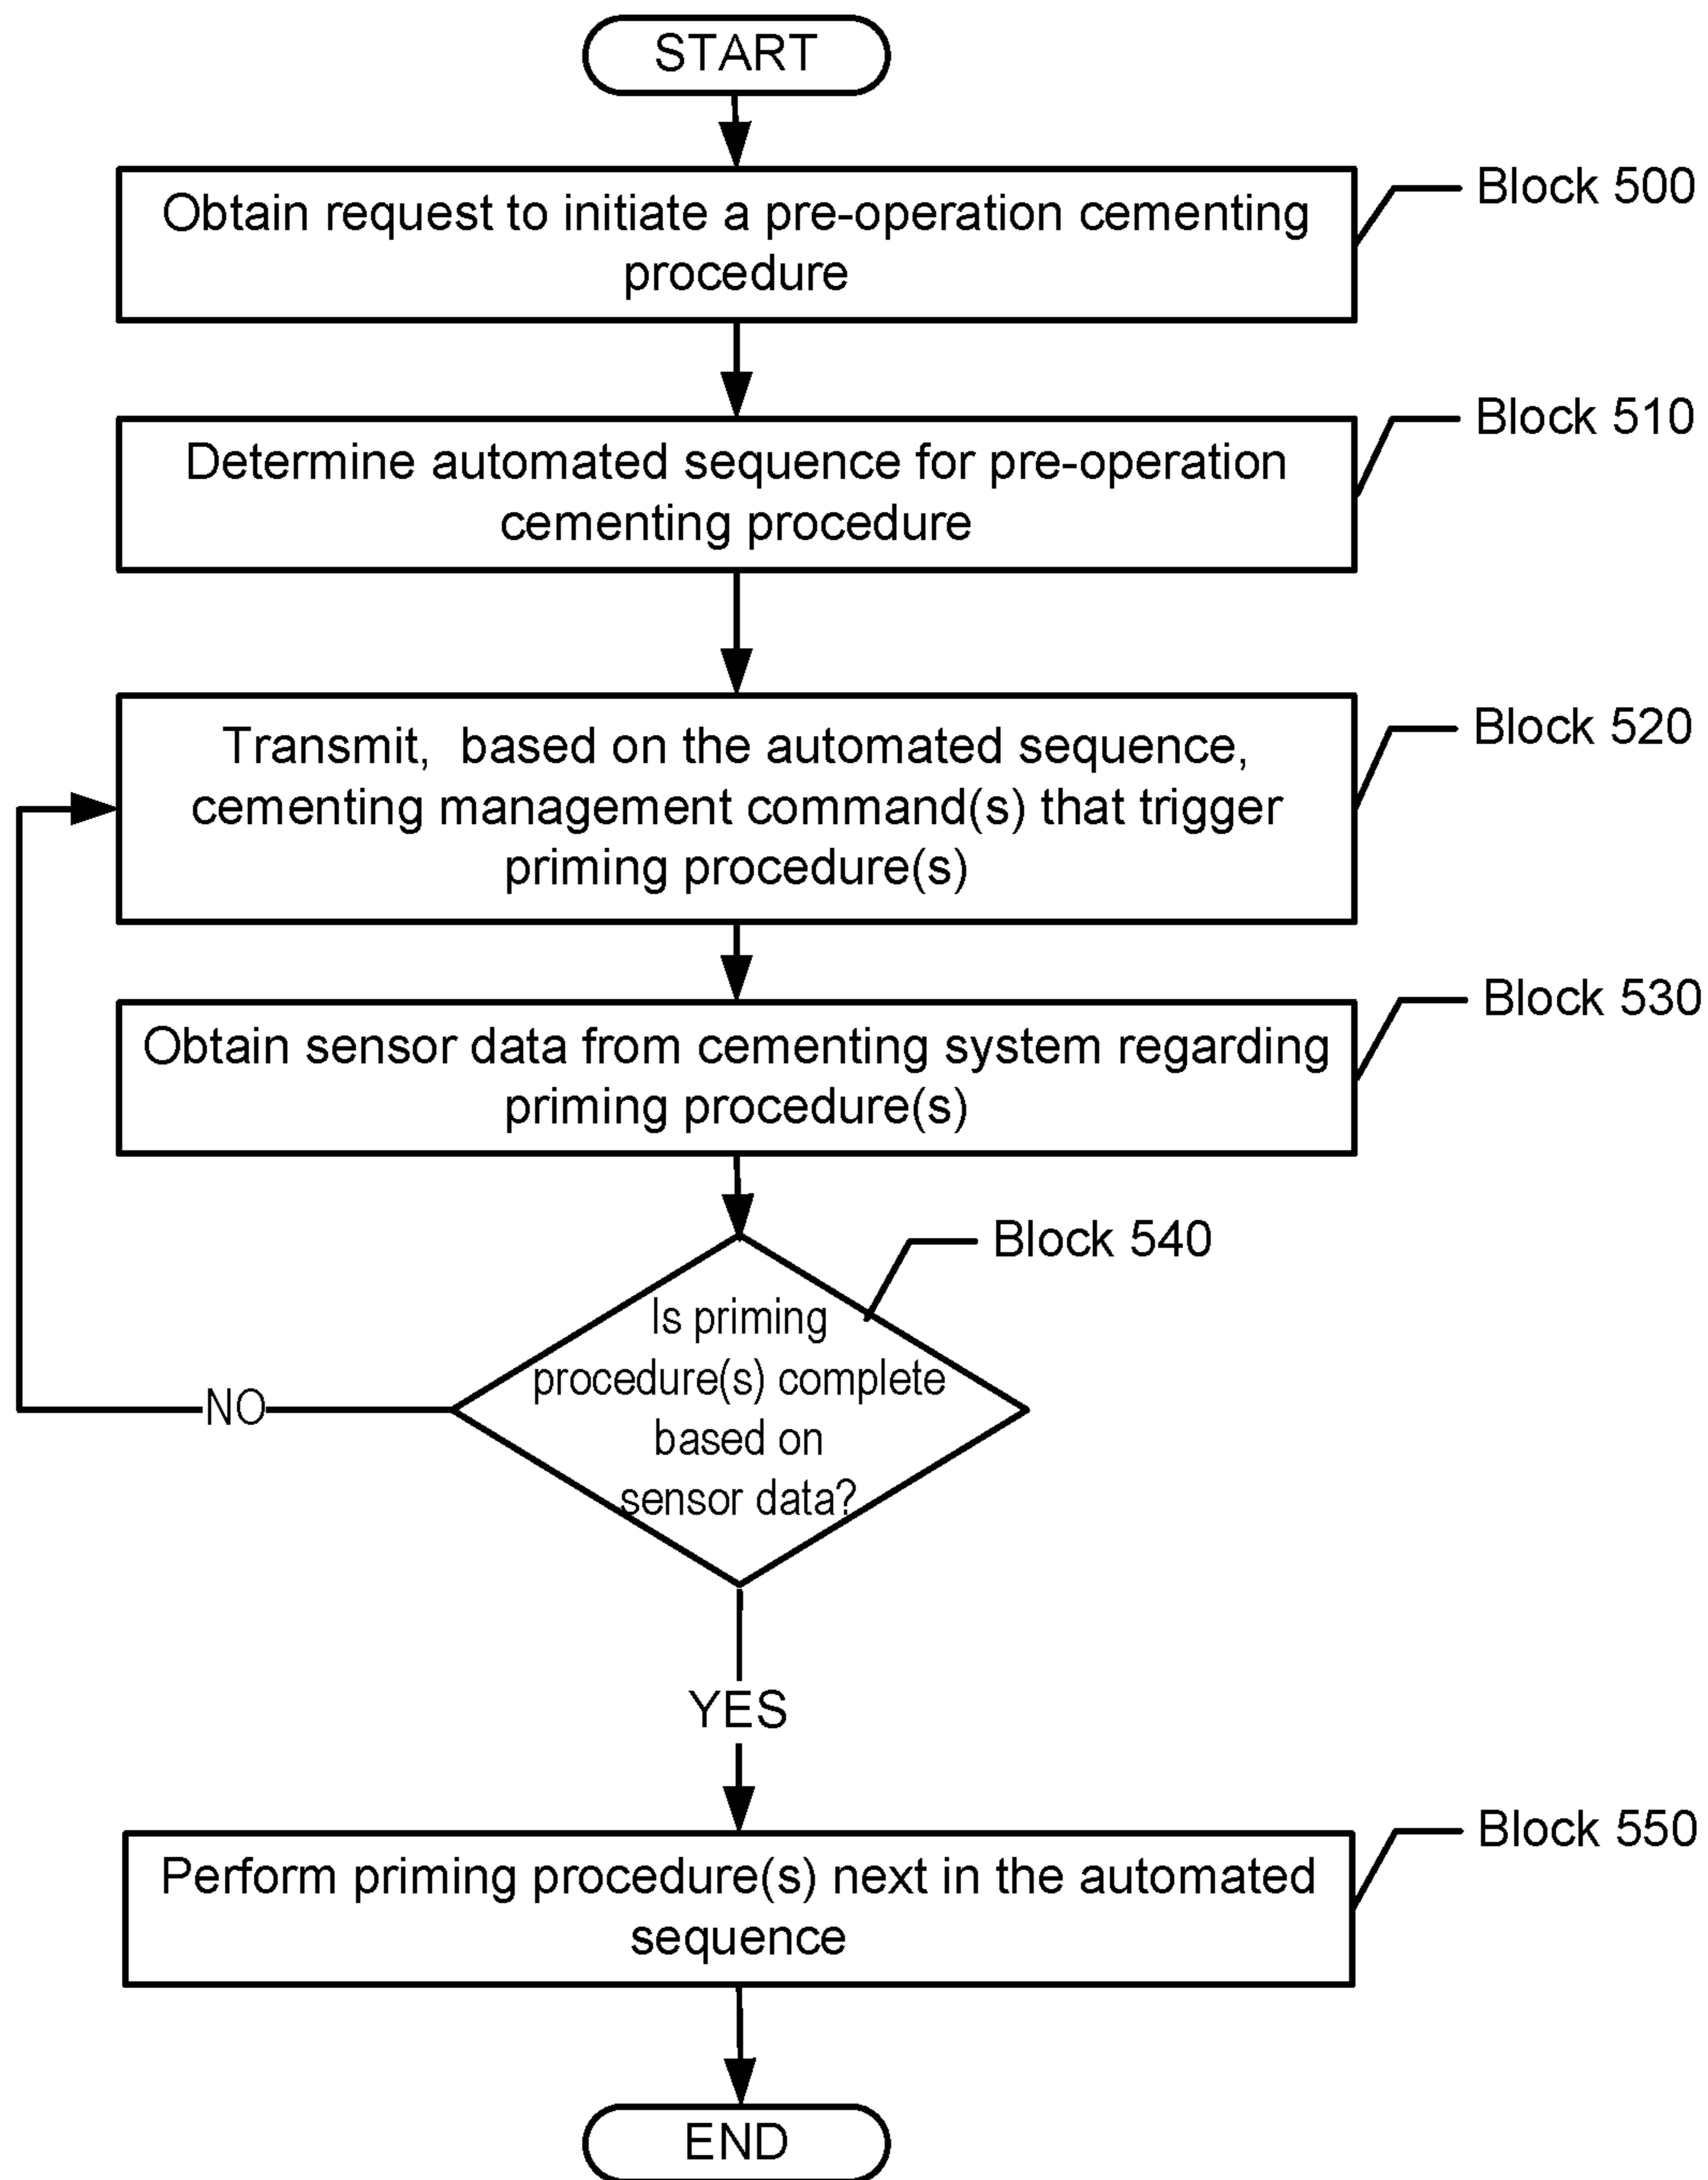 START
Obtain request to initiate a pre-operation cementing
procedure
Block 500
Determine automated sequence for pre-operation
cementing procedure
Block 510
Transmit, based on the automated sequence,
cementing management command(s) that trigger
priming procedure(s)
Block 520
Obtain sensor data from cementing system regarding
priming procedure(s)
Block 530
Is priming
procedure(s) complete
based on
sensor data?
Block 540
NO
YES
Perform priming procedure(s) next in the automated
sequence
Block 550
END